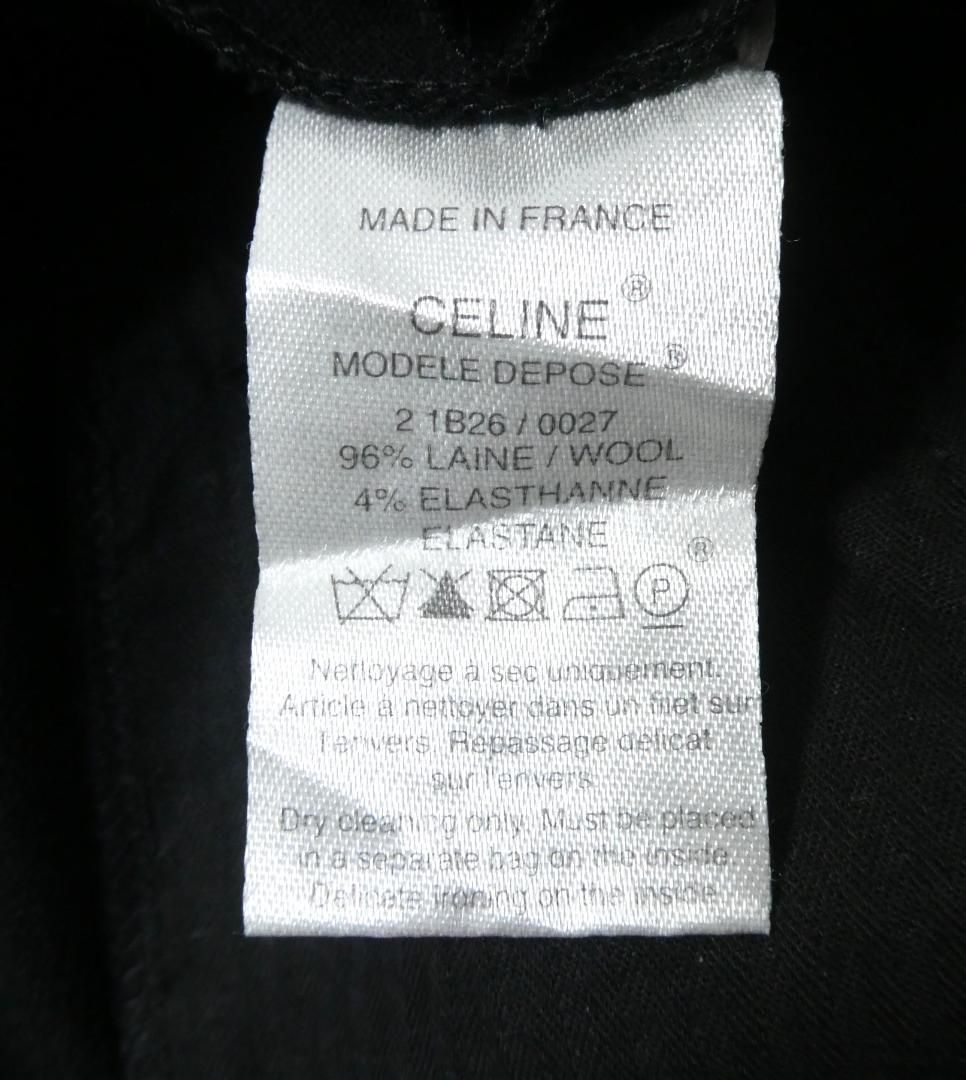 MADE IN FRANCE
CELINE ®
MODELE DEPOSE ®
2 1B26 / 0027
96% LAINE / WOOL
4% ELASTHANNE
ELASTANE
®
P
Nettoyage à sec uniquement.
Article à nettoyer dans un filet sur
l'envers. Repassage délicat
sur l'envers.
Dry cleaning only. Must be placed
in a separate bag on the inside.
Delicate ironing on the inside.